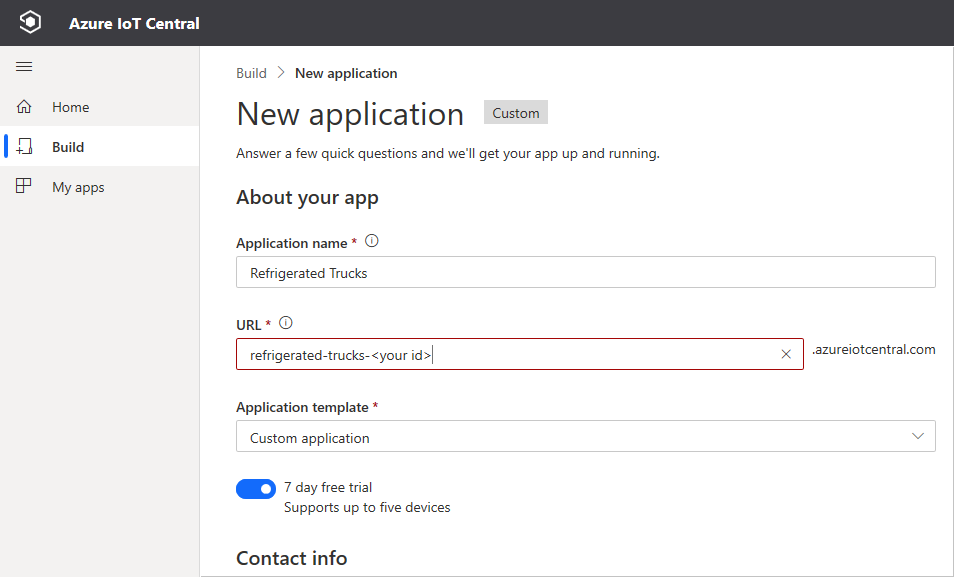 Azure IoT Central
Home
Build
My apps
Build > New application
New application Custom
Answer a few quick questions and we'll get your app up and running.
About your app
Application name *
Refrigerated Trucks
URL *
refrigerated-trucks-<your id> .azureiotcentral.com
Application template *
Custom application
7 day free trial
Supports up to five devices
Contact info